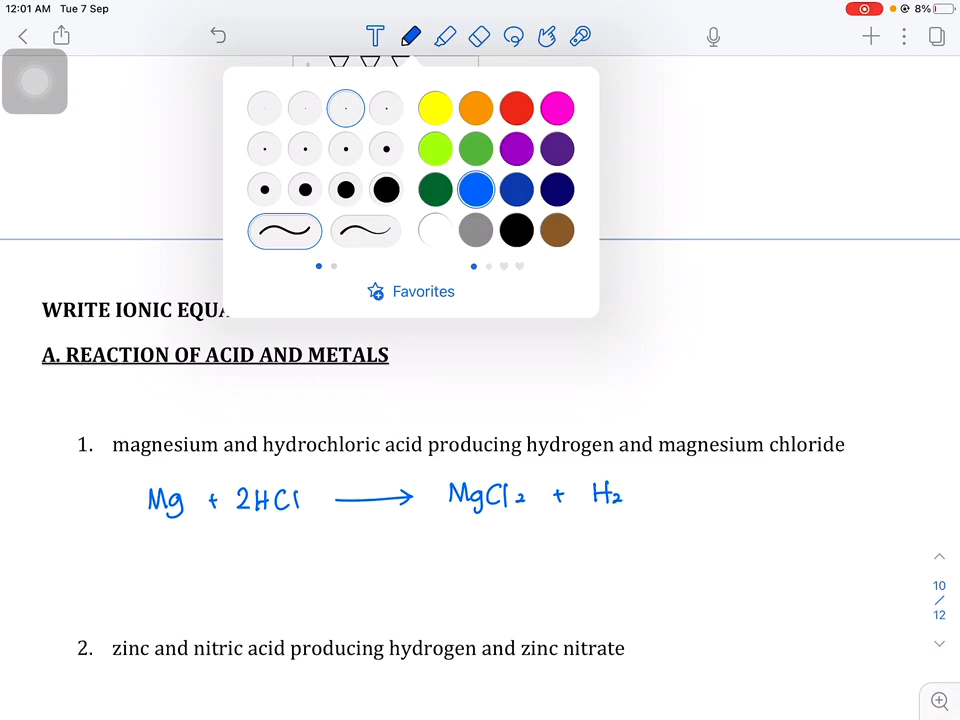 12:01 AM Tue 7 Sep
8%
T
Favorites
WRITE IONIC EQUA
A. REACTION OF ACID AND METALS
1. magnesium and hydrochloric acid producing hydrogen and magnesium chloride
Mg + 2HCl ⟶ MgCl₂ + H₂
10
/
12
2. zinc and nitric acid producing hydrogen and zinc nitrate